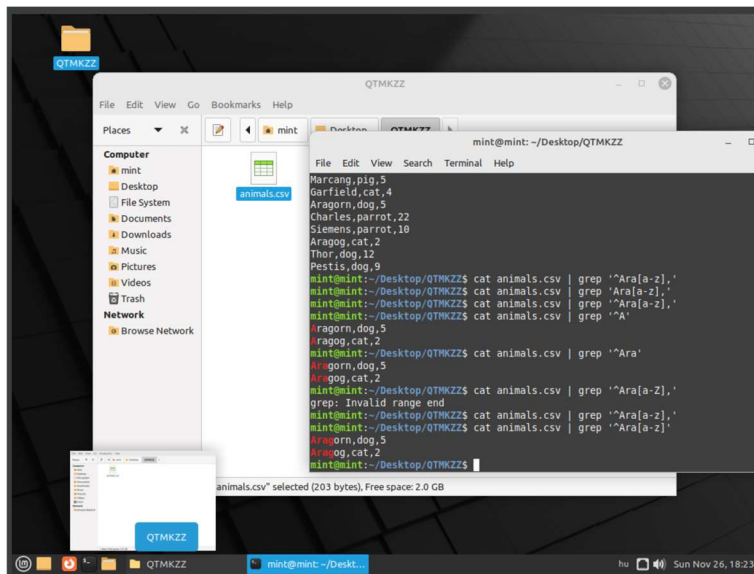 QTMKZZ
QTMKZZ
File Edit View Go Bookmarks Help
Places
mint
Desktop
QTMKZZ
Computer
mint
Desktop
File System
Documents
Downloads
Music
Pictures
Videos
Trash
Network
Browse Network
animals.csv
mint@mint: ~/Desktop/QTMKZZ
File Edit View Search Terminal Help
Marcang,pig,5
Garfield,cat,4
Aragorn,dog,5
Charles,parrot,22
Siemens,parrot,10
Aragog,cat,2
Thor,dog,12
Pestis,dog,9
mint@mint:~/Desktop/QTMKZZ$ cat animals.csv | grep '^Ara[a-z],'
mint@mint:~/Desktop/QTMKZZ$ cat animals.csv | grep 'Ara[a-z],'
mint@mint:~/Desktop/QTMKZZ$ cat animals.csv | grep '^Ara[a-z],'
mint@mint:~/Desktop/QTMKZZ$ cat animals.csv | grep '^A'
Aragorn,dog,5
Aragog,cat,2
mint@mint:~/Desktop/QTMKZZ$ cat animals.csv | grep '^Ara'
Aragorn,dog,5
Aragog,cat,2
mint@mint:~/Desktop/QTMKZZ$ cat animals.csv | grep '^Ara[a-Z],'
grep: Invalid range end
mint@mint:~/Desktop/QTMKZZ$ cat animals.csv | grep '^Ara[a-z],'
mint@mint:~/Desktop/QTMKZZ$ cat animals.csv | grep '^Ara[a-z]'
Aragorn,dog,5
Aragog,cat,2
mint@mint:~/Desktop/QTMKZZ$
animals.csv" selected (203 bytes), Free space: 2.0 GB
QTMKZZ
QTMKZZ
mint@mint: ~/Deskt...
hu
Sun Nov 26, 18:2